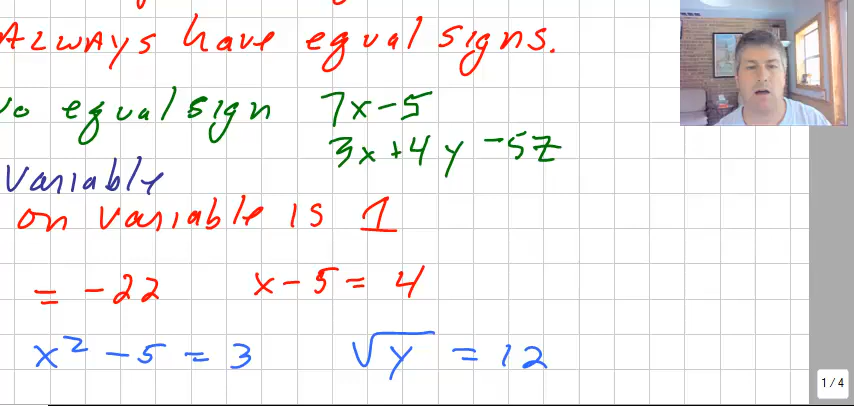 ALWAYS have equal signs.
equal sign 7x - 5
3x + 4y - 5z
Variable
on variable is 1
= -22 x - 5 = 4
x² - 5 = 3 √y = 12
1 / 4